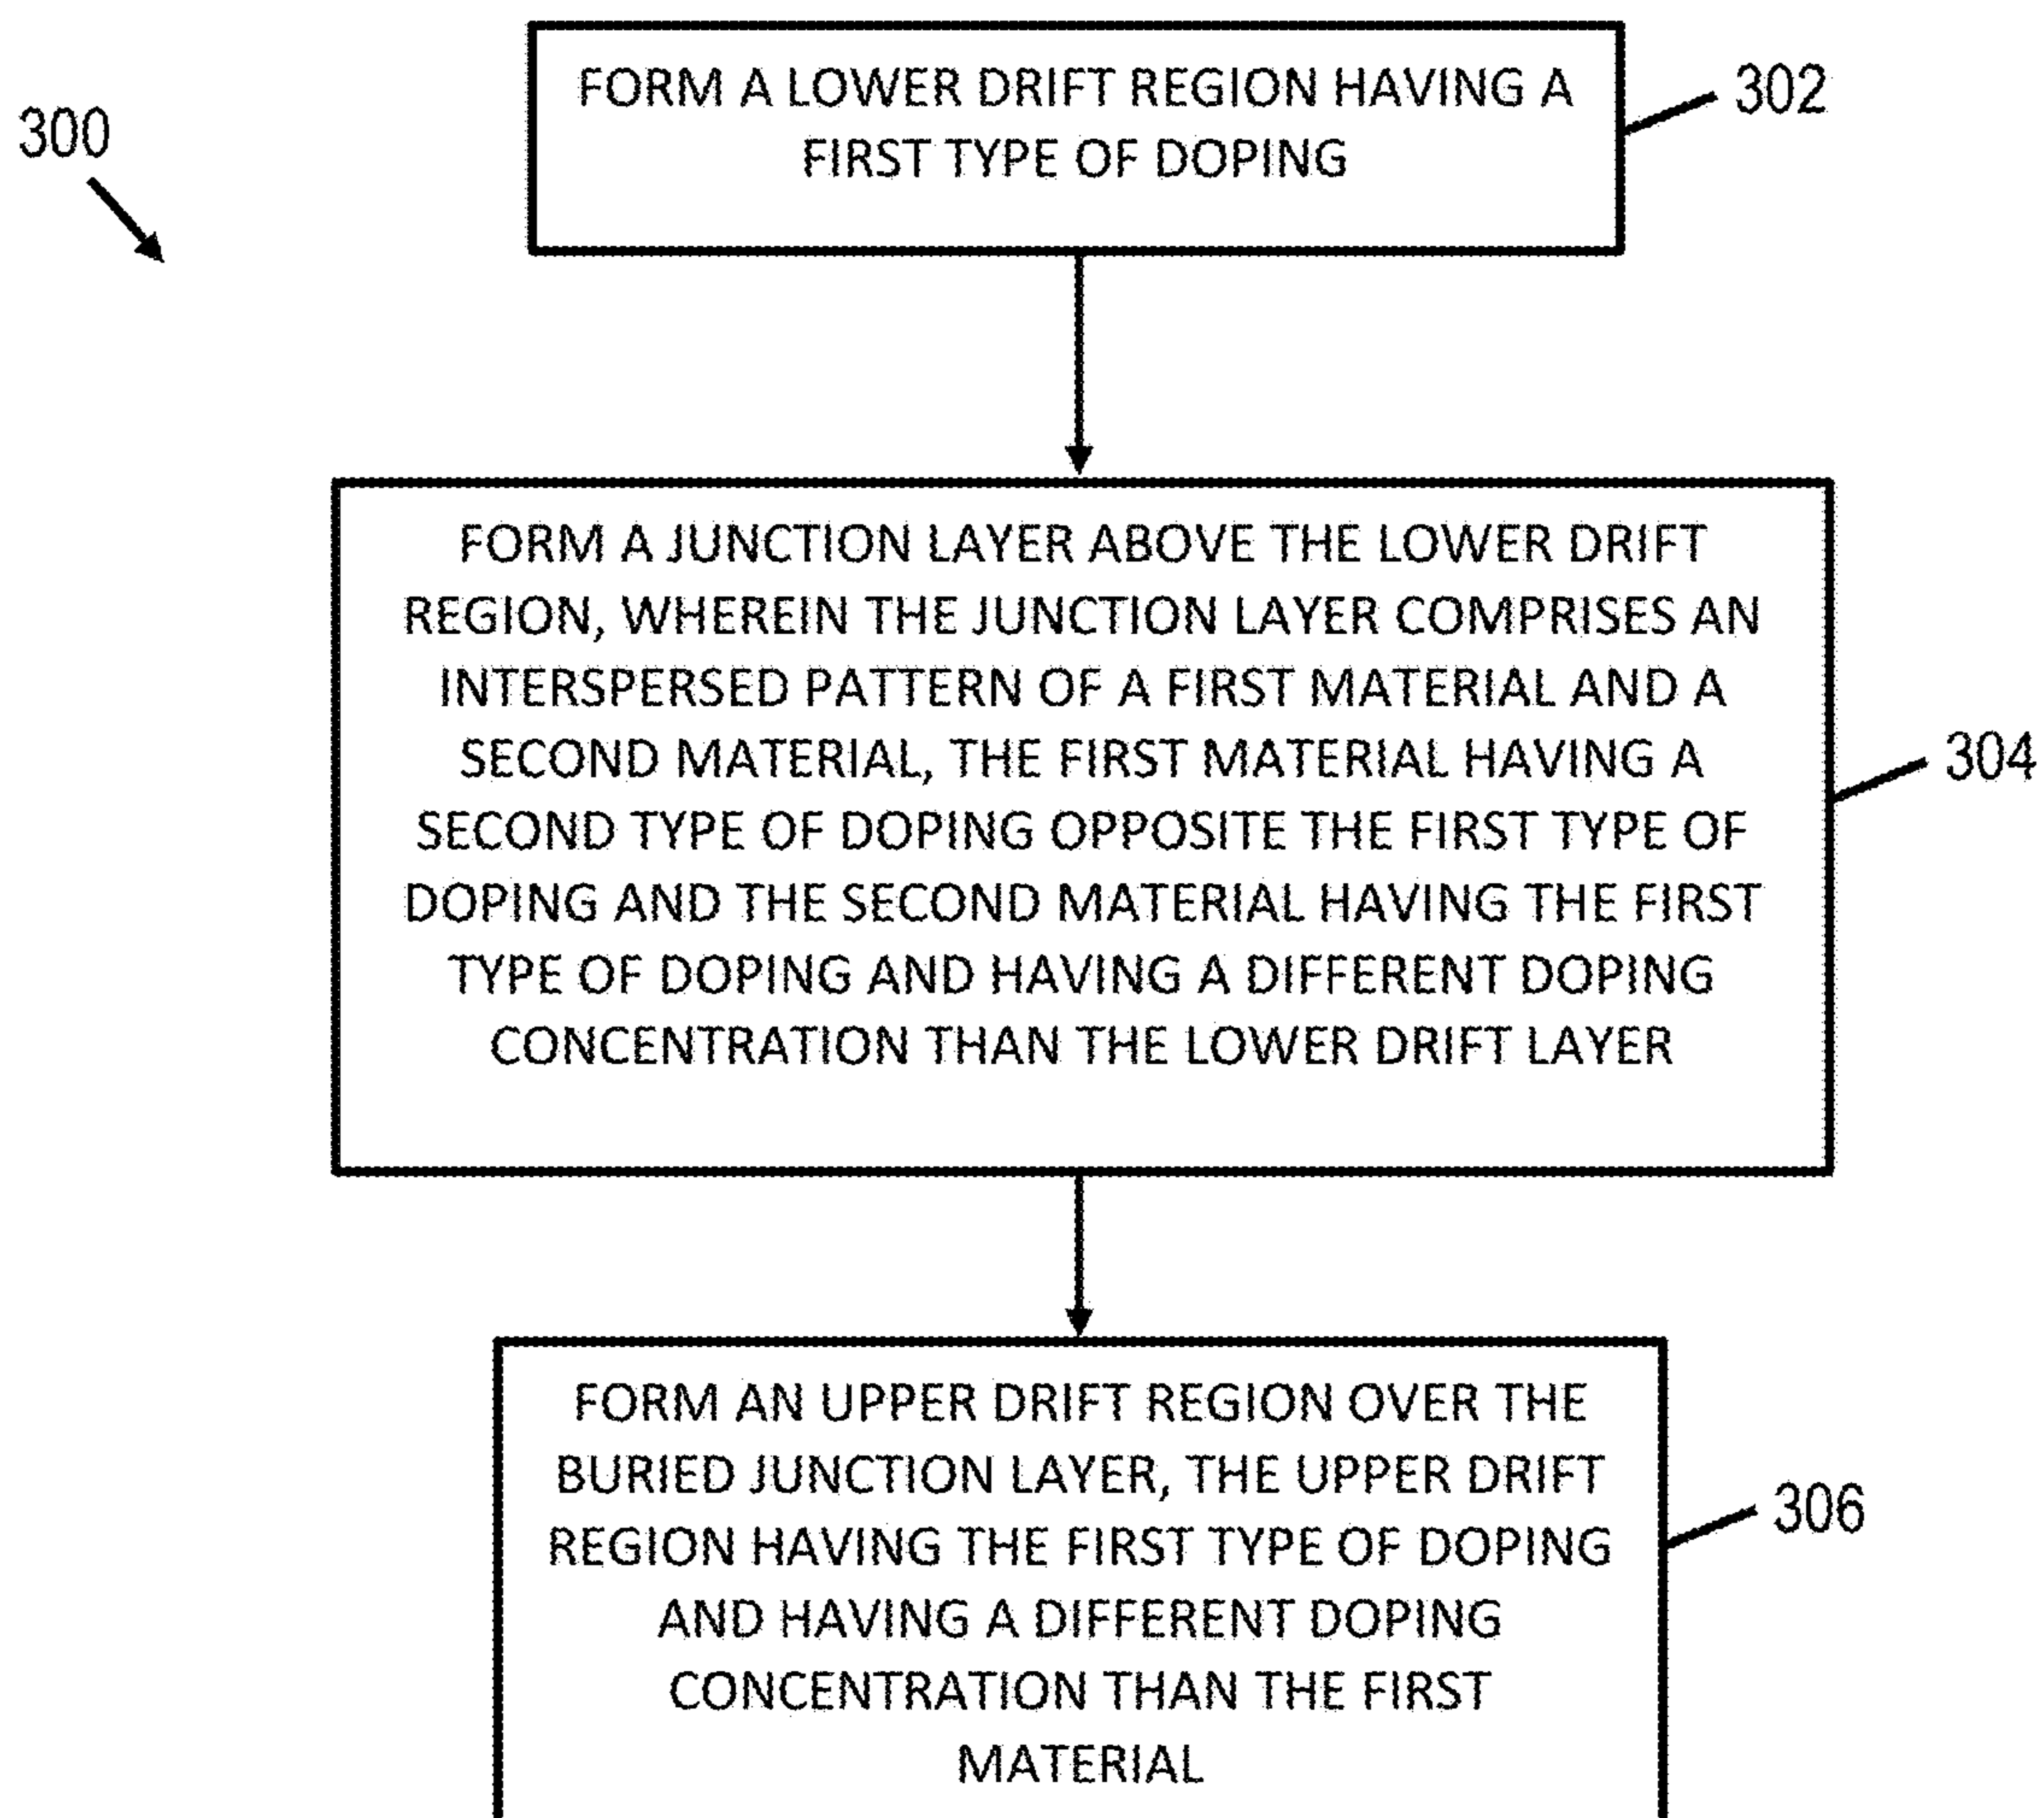 300
FORM A LOWER DRIFT REGION HAVING A
FIRST TYPE OF DOPING
302
FORM A JUNCTION LAYER ABOVE THE LOWER DRIFT
REGION, WHEREIN THE JUNCTION LAYER COMPRISES AN
INTERSPERSED PATTERN OF A FIRST MATERIAL AND A
SECOND MATERIAL, THE FIRST MATERIAL HAVING A
SECOND TYPE OF DOPING OPPOSITE THE FIRST TYPE OF
DOPING AND THE SECOND MATERIAL HAVING THE FIRST
TYPE OF DOPING AND HAVING A DIFFERENT DOPING
CONCENTRATION THAN THE LOWER DRIFT LAYER
304
FORM AN UPPER DRIFT REGION OVER THE
BURIED JUNCTION LAYER, THE UPPER DRIFT
REGION HAVING THE FIRST TYPE OF DOPING
AND HAVING A DIFFERENT DOPING
CONCENTRATION THAN THE FIRST
MATERIAL
306